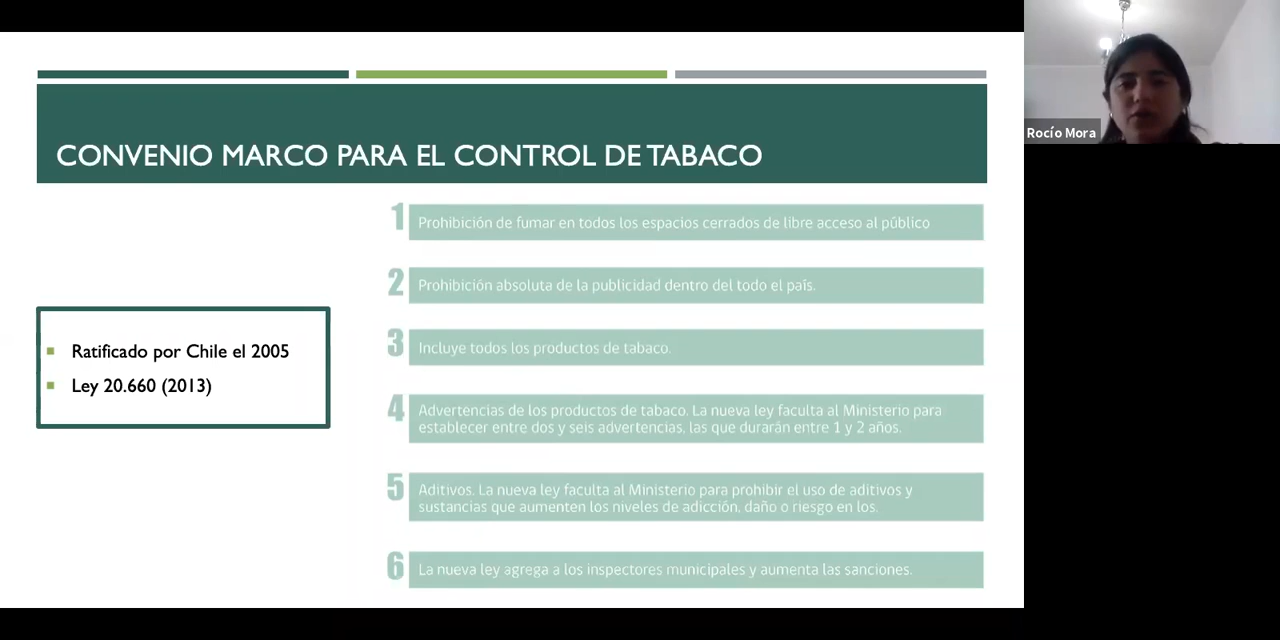 CONVENIO MARCO PARA EL CONTROL DE TABACO
Ratificado por Chile el 2005
Ley 20.660 (2013)
1 Prohibición de fumar en todos los espacios cerrados de libre acceso al público
2 Prohibición absoluta de la publicidad dentro del todo el país.
3 Incluye todos los productos de tabaco.
4 Advertencias de los productos de tabaco. La nueva ley faculta al Ministerio para
establecer entre dos y seis advertencias, las que durarán entre 1 y 2 años.
5 Aditivos. La nueva ley faculta al Ministerio para prohibir el uso de aditivos y
sustancias que aumenten los niveles de adicción, daño o riesgo en los.
6 La nueva ley agrega a los inspectores municipales y aumenta las sanciones.
Rocío Mora